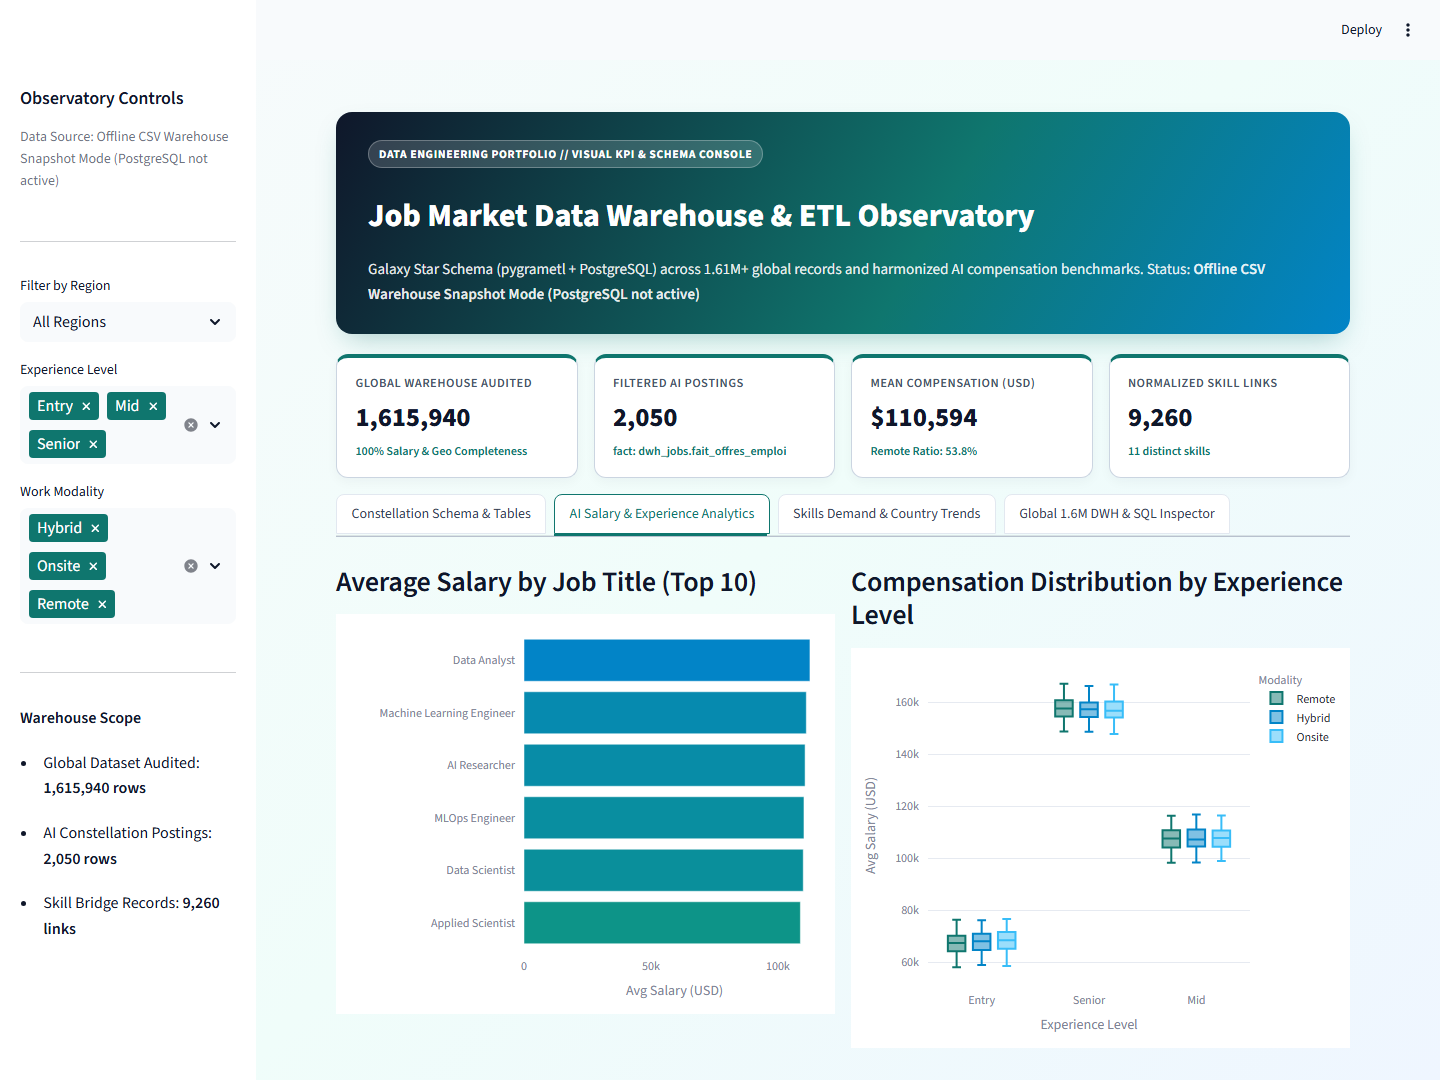 Deploy
Observatory Controls
Data Source: Offline CSV Warehouse
Snapshot Mode (PostgreSQL not
active)
Filter by Region
All Regions
Experience Level
Entry × Mid ×
Senior ×
Work Modality
Hybrid ×
Onsite ×
Remote ×
Warehouse Scope
• Global Dataset Audited:
1,615,940 rows
• AI Constellation Postings:
2,050 rows
• Skill Bridge Records: 9,260
links
DATA ENGINEERING PORTFOLIO // VISUAL KPI & SCHEMA CONSOLE
Job Market Data Warehouse & ETL Observatory
Galaxy Star Schema (pygrametl + PostgreSQL) across 1.61M+ global records and harmonized AI compensation benchmarks. Status: Offline CSV
Warehouse Snapshot Mode (PostgreSQL not active)
GLOBAL WAREHOUSE AUDITED
1,615,940
100% Salary & Geo Completeness
FILTERED AI POSTINGS
2,050
fact: dwh_jobs.fait_offres_emploi
MEAN COMPENSATION (USD)
$110,594
Remote Ratio: 53.8%
NORMALIZED SKILL LINKS
9,260
11 distinct skills
Constellation Schema & Tables
AI Salary & Experience Analytics
Skills Demand & Country Trends
Global 1.6M DWH & SQL Inspector
Average Salary by Job Title (Top 10)
Data Analyst
Machine Learning Engineer
AI Researcher
MLOps Engineer
Data Scientist
Applied Scientist
0 50k 100k
Avg Salary (USD)
Compensation Distribution by Experience
Level
Modality
Remote
Hybrid
Onsite
160k
140k
120k
100k
80k
60k
Avg Salary (USD)
Entry Senior Mid
Experience Level